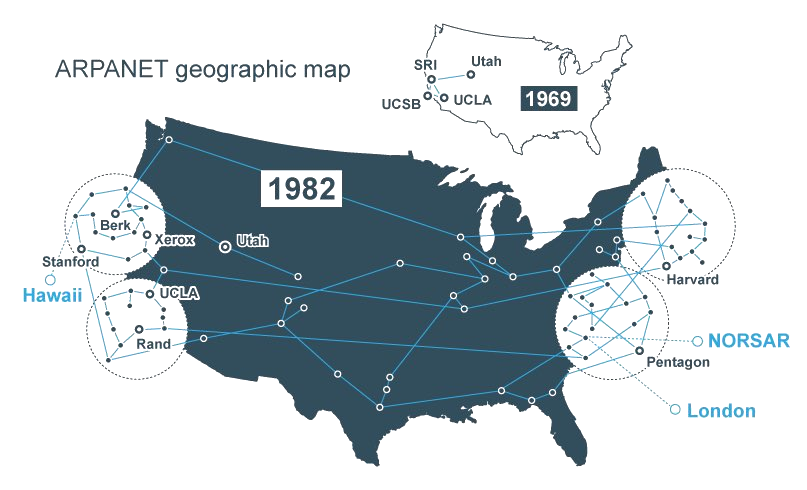 ARPANET geographic map
SRI
Utah
UCSB
UCLA
1969
1982
Berk
Xerox
Utah
Stanford
Hawaii
UCLA
Rand
Harvard
NORSAR
Pentagon
London